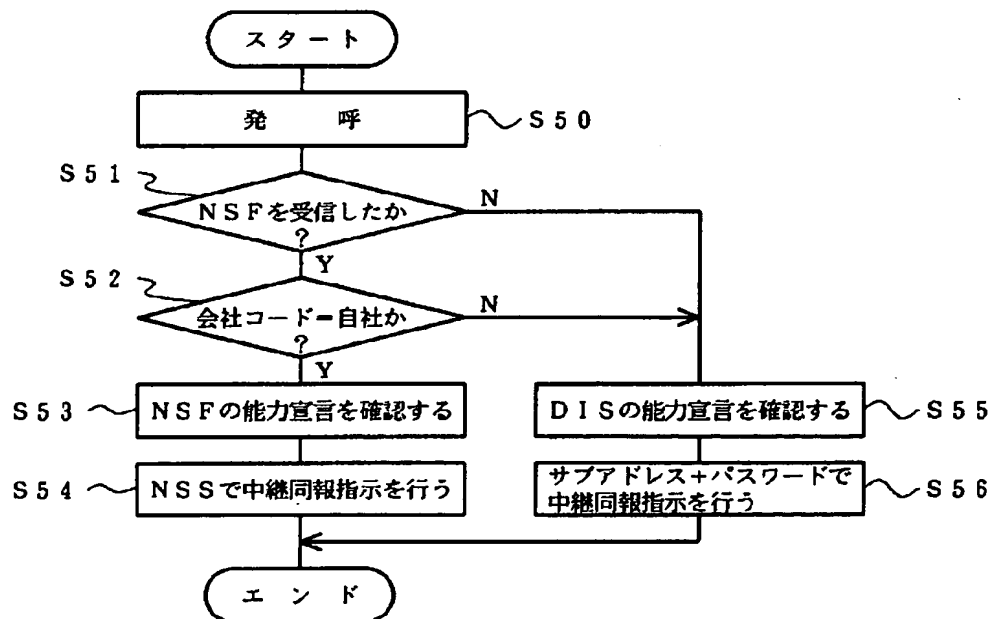 スタート
発呼
S50
S51
NSFを受信したか
?
N
Y
S52
会社コード=自社か
?
N
Y
S53
NSFの能力宣言を確認する
DISの能力宣言を確認する
S55
S54
NSSで中継同報指示を行う
サブアドレス+パスワードで
中継同報指示を行う
S56
エンド